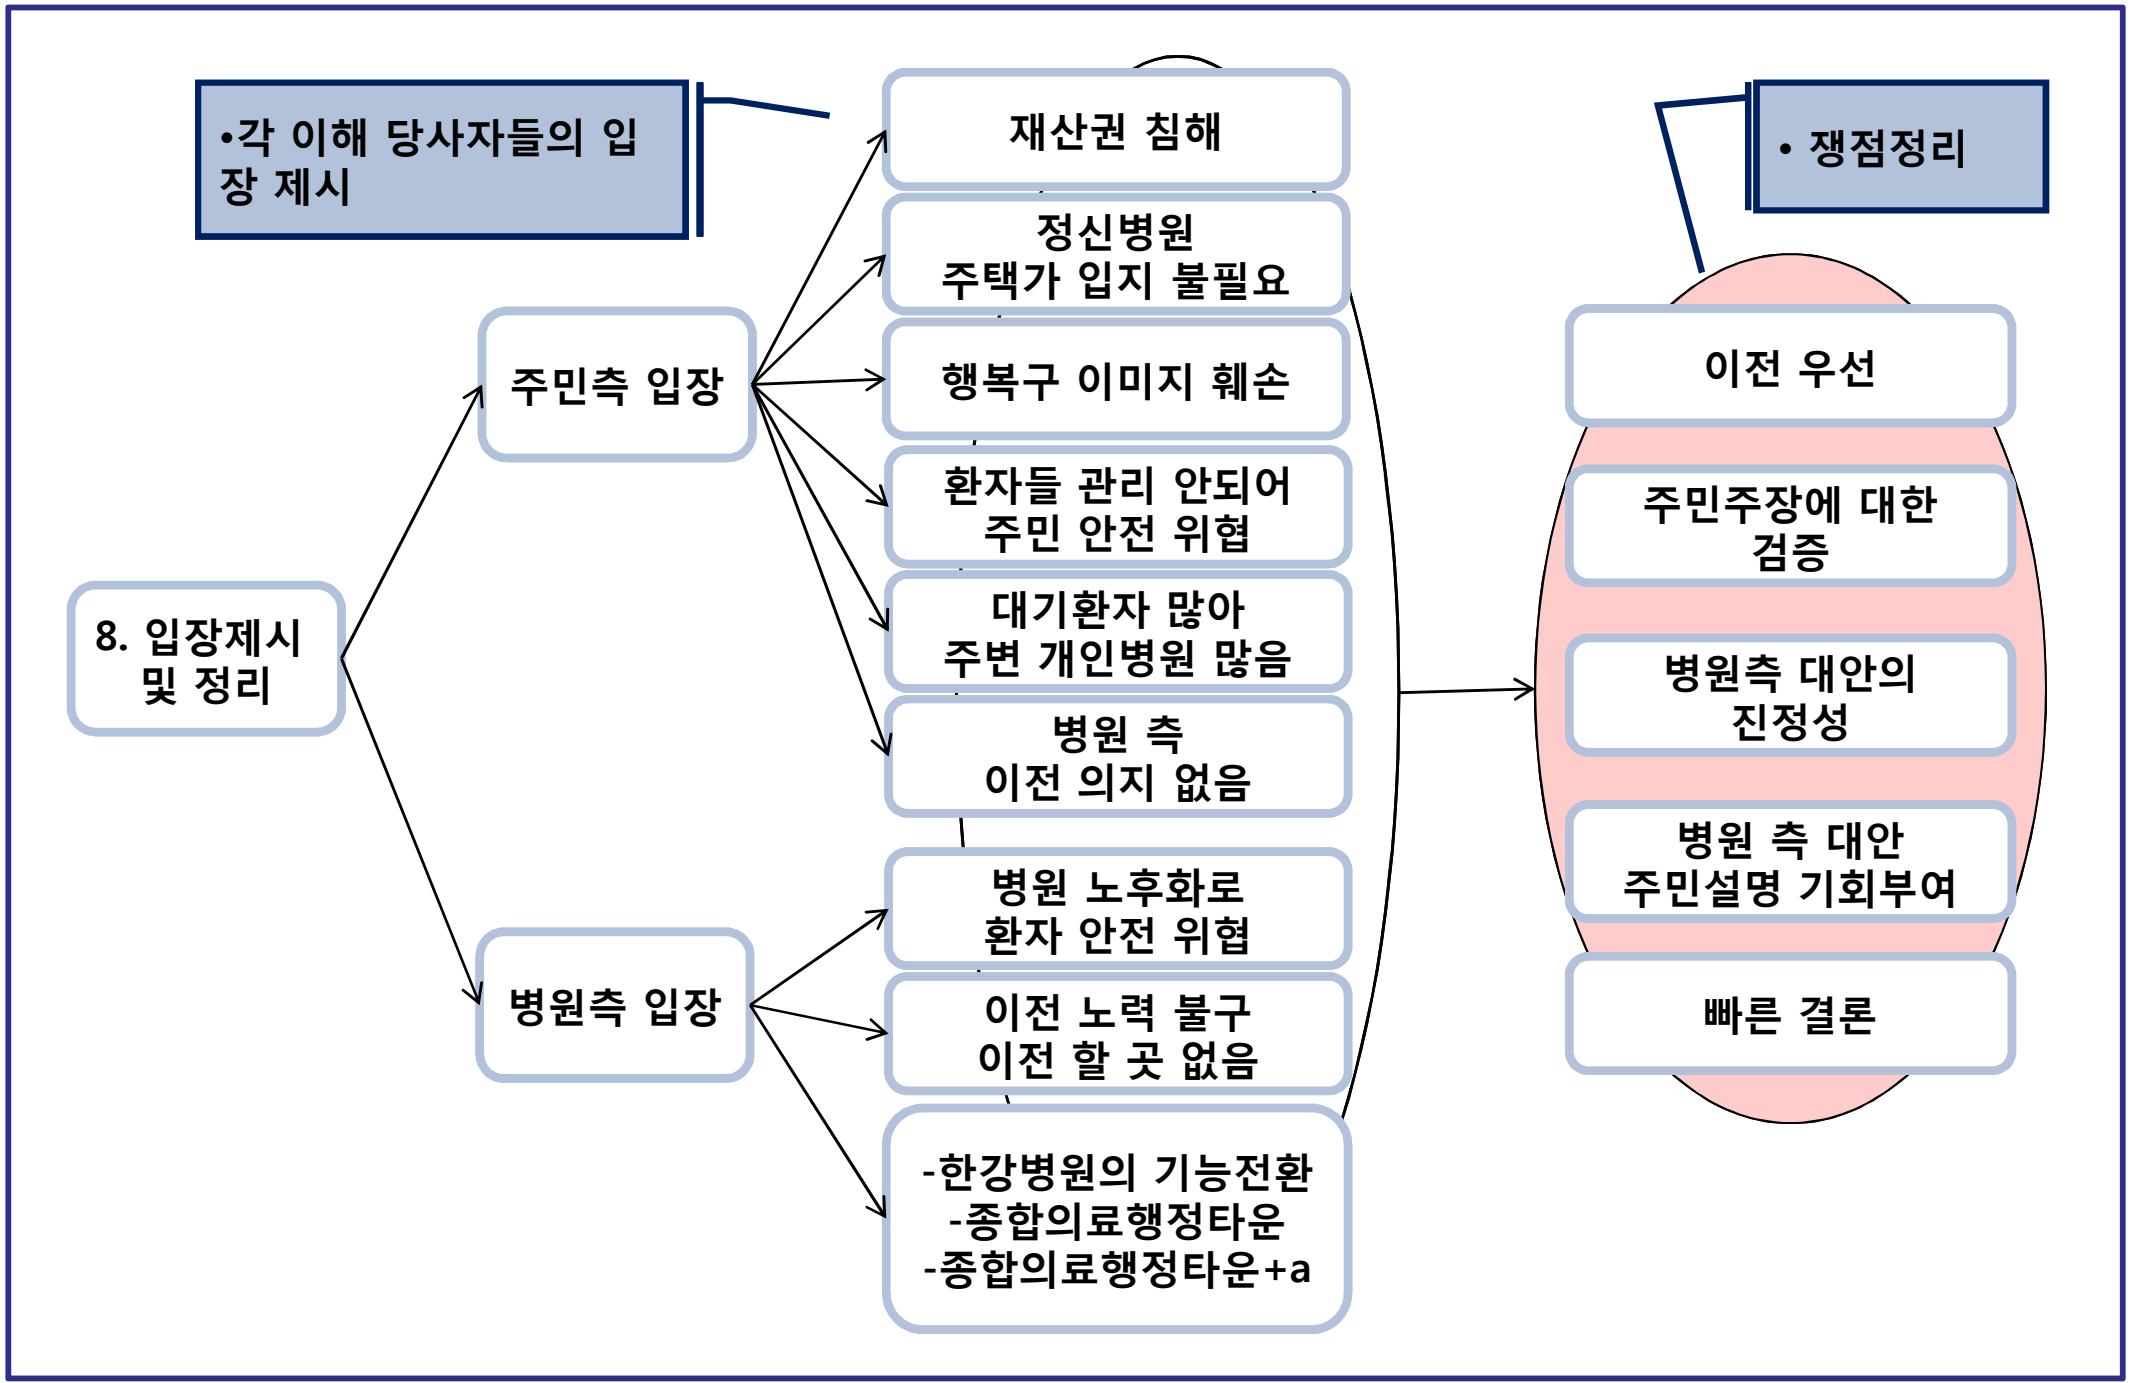 •각 이해 당사자들의 입
장 제시
• 쟁점정리
8. 입장제시
및 정리
주민측 입장
재산권 침해
정신병원
주택가 입지 불필요
행복구 이미지 훼손
환자들 관리 안되어
주민 안전 위협
대기환자 많아
주변 개인병원 많음
병원 측
이전 의지 없음
병원측 입장
병원 노후화로
환자 안전 위협
이전 노력 불구
이전 할 곳 없음
-한강병원의 기능전환
-종합의료행정타운
-종합의료행정타운+a
이전 우선
주민주장에 대한
검증
병원측 대안의
진정성
병원 측 대안
주민설명 기회부여
빠른 결론